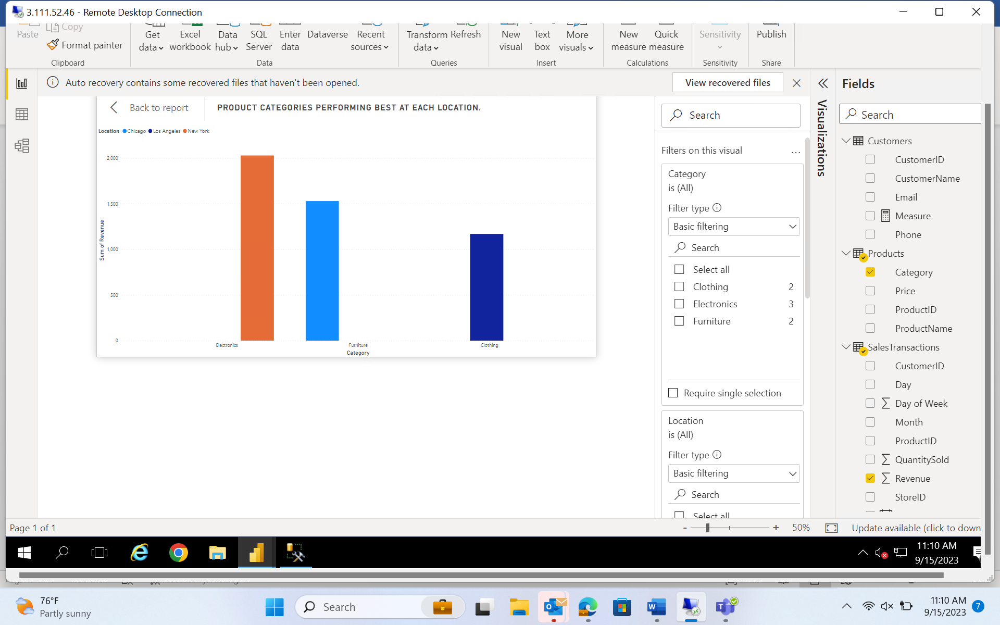 3.111.52.46 - Remote Desktop Connection
Paste
Copy
Format painter
Clipboard
Get data
Excel workbook
Data hub
SQL Server
Enter data
Dataverse
Recent sources
Data
Transform data
Refresh
Queries
New visual
Text box
More visuals
Insert
New measure
Quick measure
Calculations
Sensitivity
Sensitivity
Publish
Share
Auto recovery contains some recovered files that haven't been opened.
View recovered files
Back to report
PRODUCT CATEGORIES PERFORMING BEST AT EACH LOCATION.
Location Chicago Los Angeles New York
2,000
1,500
1,000
500
0
Sum of Revenue
Electronics
Furniture
Clothing
Category
Search
Filters on this visual
...
Category
is (All)
Filter type
Basic filtering
Search
Select all
Clothing 2
Electronics 3
Furniture 2
Require single selection
Location
is (All)
Filter type
Basic filtering
Search
Select all
Visualizations
Fields
Search
Customers
CustomerID
CustomerName
Email
Measure
Phone
Products
Category
Price
ProductID
ProductName
SalesTransactions
CustomerID
Day
Day of Week
Month
ProductID
QuantitySold
Revenue
StoreID
Page 1 of 1
- + 50%
Update available (click to down
11:10 AM
9/15/2023
76°F
Partly sunny
Search
11:10 AM
9/15/2023
7